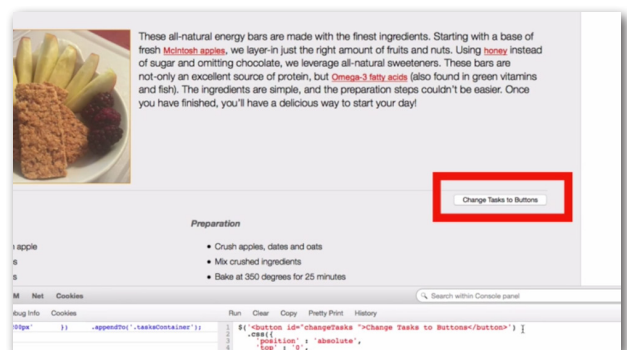 These all-natural energy bars are made with the finest ingredients. Starting with a base of
fresh McIntosh apples, we layer-in just the right amount of fruits and nuts. Using honey instead
of sugar and omitting chocolate, we leverage all-natural sweeteners. These bars are
not-only an excellent source of protein, but Omega-3 fatty acids (also found in green vitamins
and fish). The ingredients are simple, and the preparation steps couldn't be easier. Once
you have finished, you'll have a delicious way to start your day!
Change Tasks to Buttons
Preparation
apple • Crush apples, dates and oats
s • Mix crushed ingredients
s • Bake at 350 degrees for 25 minutes
M Net Cookies Search within Console panel
bug Info Cookies Run Clear Copy Pretty Print History
00px' }) .appendTo('.tasksContainer'); 1 $('<button id="changeTasks ">Change Tasks to Buttons</button>')
2 .css({
3 'position' : 'absolute',
4 'top' : '0',